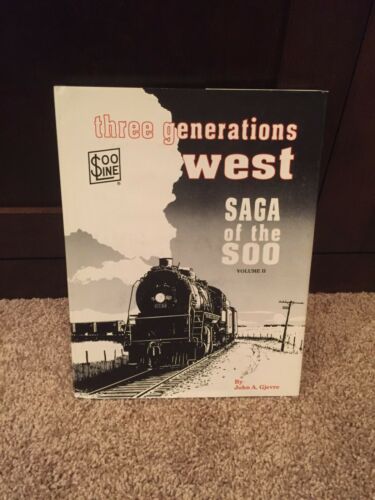 three generations
west
SOO
LINE
®
SAGA
of the
SOO
VOLUME II
By
John A. Gjevre